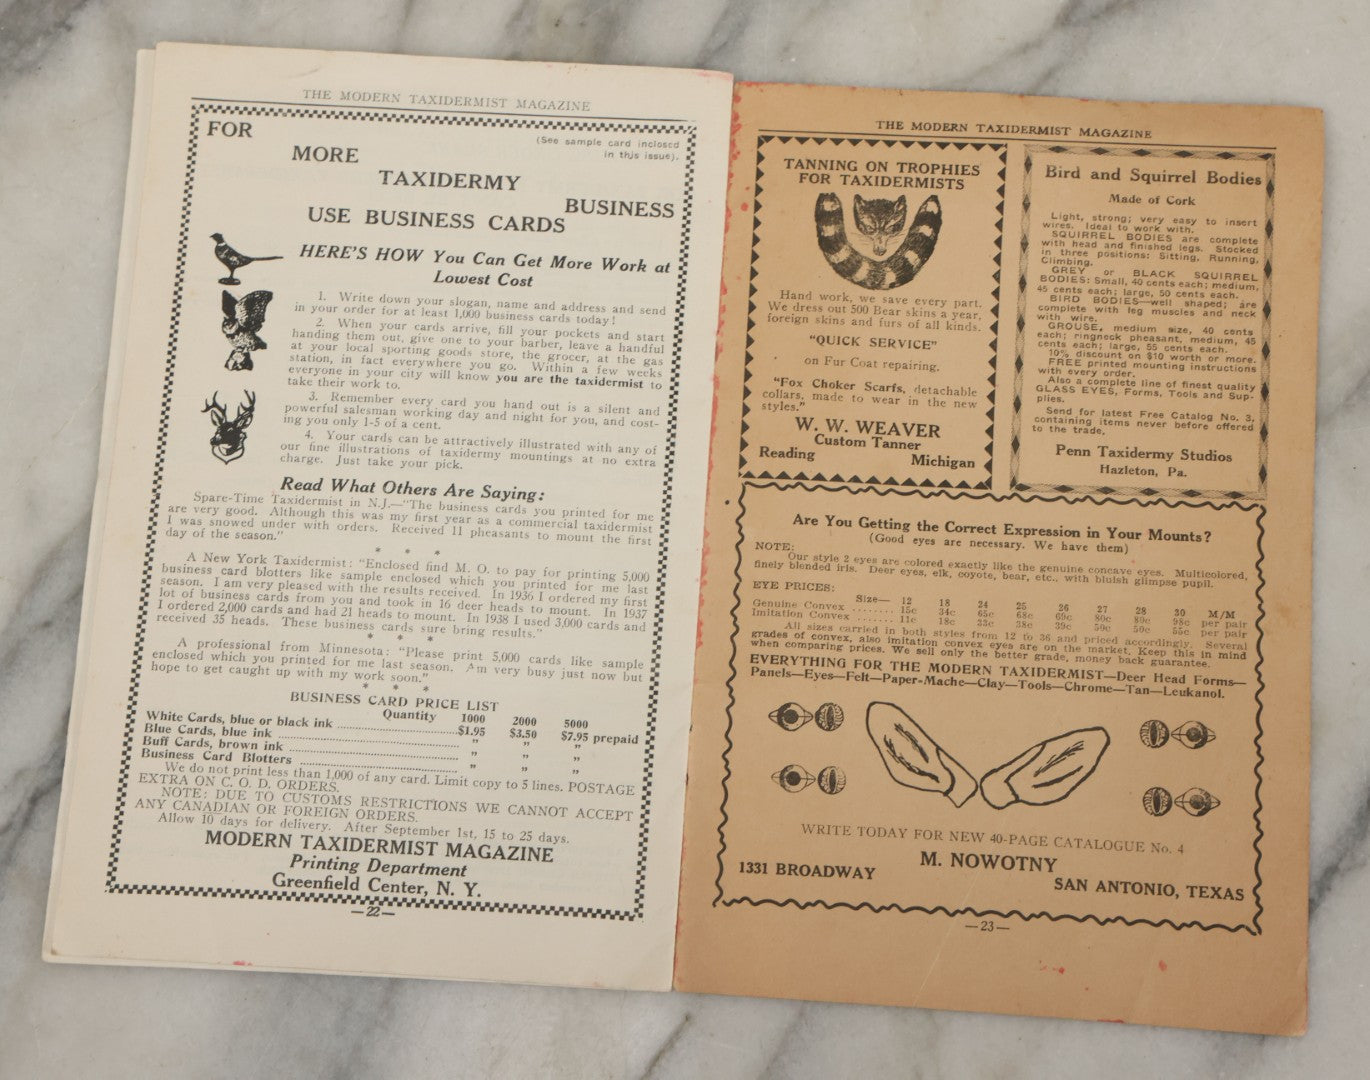 THE MODERN TAXIDERMIST MAGAZINE
FOR
(See sample card inclosed
in this issue).
MORE
TAXIDERMY
BUSINESS
USE BUSINESS CARDS
HERE'S HOW You Can Get More Work at
Lowest Cost
1. Write down your slogan, name and address and send
in your order for at least 1,000 business cards today!
2. When your cards arrive, fill your pockets and start
handing them out, give one to your barber, leave a handful
at your local sporting goods store, the grocer, at the gas
station, in fact everywhere you go. Within a few weeks
everyone in your city will know you are the taxidermist to
take their work to.
3. Remember every card you hand out is a silent and
powerful salesman working day and night for you, and cost-
ing you only 1-5 of a cent.
4. Your cards can be attractively illustrated with any of
our fine illustrations of taxidermy mountings at no extra
charge. Just take your pick.
Read What Others Are Saying:
Spare-Time Taxidermist in N.J.—"The business cards you printed for me
are very good. Although this was my first year as a commercial taxidermist
I was snowed under with orders. Received 11 pheasants to mount the first
day of the season."
* * *
A New York Taxidermist: "Enclosed find M. O. to pay for printing 5,000
business card blotters like sample enclosed which you printed for me last
season. I am very pleased with the results received. In 1936 I ordered my first
lot of business cards from you and took in 16 deer heads to mount. In 1937
I ordered 2,000 cards and had 21 heads to mount. In 1938 I used 3,000 cards and
received 35 heads. These business cards sure bring results."
* * *
A professional from Minnesota: "Please print 5,000 cards like sample
enclosed which you printed for me last season. Am very busy just now but
hope to get caught up with my work soon."
* * *
BUSINESS CARD PRICE LIST
Quantity 1000 2000 5000
White Cards, blue or black ink $1.95 $3.50 $7.95 prepaid
Blue Cards, blue ink " " "
Buff Cards, brown ink " " "
Business Card Blotters " " "
We do not print less than 1,000 of any card. Limit copy to 5 lines. POSTAGE
EXTRA ON C. O. D. ORDERS.
NOTE: DUE TO CUSTOMS RESTRICTIONS WE CANNOT ACCEPT
ANY CANADIAN OR FOREIGN ORDERS.
Allow 10 days for delivery. After September 1st, 15 to 25 days.
MODERN TAXIDERMIST MAGAZINE
Printing Department
Greenfield Center, N. Y.
—22—
THE MODERN TAXIDERMIST MAGAZINE
TANNING ON TROPHIES
FOR TAXIDERMISTS
Hand work, we save every part.
We dress out 500 Bear skins a year,
foreign skins and furs of all kinds.
"QUICK SERVICE"
on Fur Coat repairing.
"Fox Choker Scarfs, detachable
collars, made to wear in the new
styles."
W. W. WEAVER
Custom Tanner
Reading Michigan
Bird and Squirrel Bodies
Made of Cork
Light, strong; very easy to insert
wires. Ideal to work with.
SQUIRREL BODIES are complete
with head and finished legs. Stocked
in three positions: Sitting, Running,
Climbing.
GREY or BLACK SQUIRREL
BODIES: Small, 40 cents each; medium,
45 cents each; large, 50 cents each.
BIRD BODIES—well shaped; are
complete with leg muscles and neck
with wire.
GROUSE, medium size, 40 cents
each; ringneck pheasant, medium, 45
cents each; large, 55 cents each.
10% discount on $10 worth or more.
FREE printed mounting instructions
with every order.
Also a complete line of finest quality
GLASS EYES, Forms, Tools and Sup-
plies.
Send for latest Free Catalog No. 3,
containing items never before offered
to the trade.
Penn Taxidermy Studios
Hazleton, Pa.
Are You Getting the Correct Expression in Your Mounts?
(Good eyes are necessary. We have them)
NOTE:
Our style 2 eyes are colored exactly like the genuine concave eyes. Multicolored,
finely blended iris. Deer eyes, elk, coyote, bear, etc., with bluish glimpse pupil.
EYE PRICES:
Size— 12 18 24 25 26 27 28 30 M/M
Genuine Convex ........ 15c 34c 65c 68c 69c 80c 89c 98c per pair
Imitation Convex ...... 11c 18c 33c 38c 39c 50c 50c 55c per pair
All sizes carried in both styles from 12 to 36 and priced accordingly. Several
grades of convex, also imitation convex eyes are on the market. Keep this in mind
when comparing prices. We sell only the better grade, money back guarantee.
EVERYTHING FOR THE MODERN TAXIDERMIST—Deer Head Forms—
Panels—Eyes—Felt—Paper-Mache—Clay—Tools—Chrome—Tan—Leukanol.
WRITE TODAY FOR NEW 40-PAGE CATALOGUE No. 4
M. NOWOTNY
1331 BROADWAY
SAN ANTONIO, TEXAS
—23—